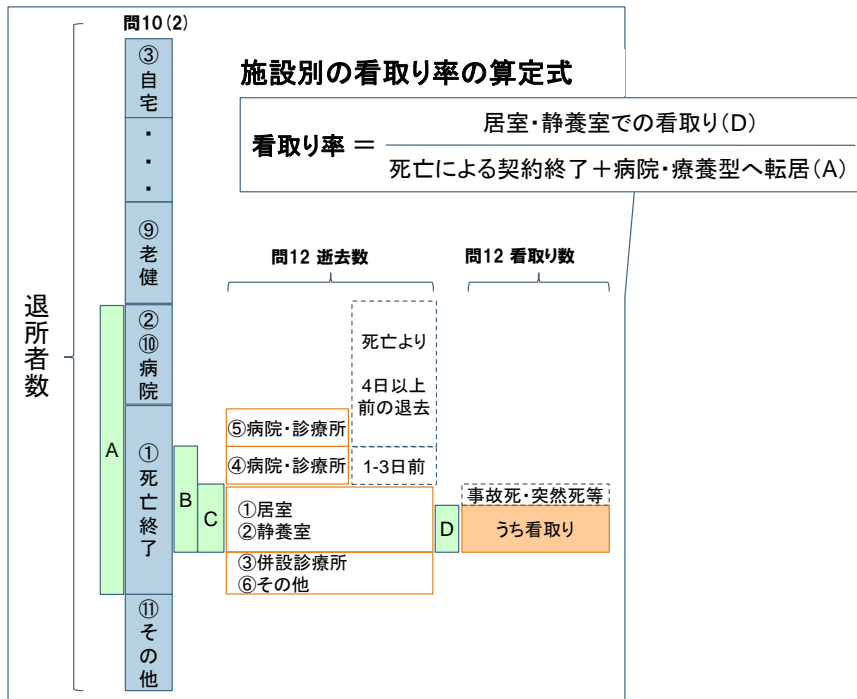 問10(2)
施設別の看取り率の算定式
看取り率 ＝
居室・静養室での看取り(D)
死亡による契約終了＋病院・療養型へ転居(A)
退所者数
③自宅
・・・
⑨老健
②⑩病院
①死亡終了
⑪その他
A
B
C
D
問12 逝去数
死亡より
4日以上
前の退去
⑤病院・診療所
④病院・診療所
1-3日前
①居室
②静養室
③併設診療所
⑥その他
問12 看取り数
事故死・突然死等
うち看取り